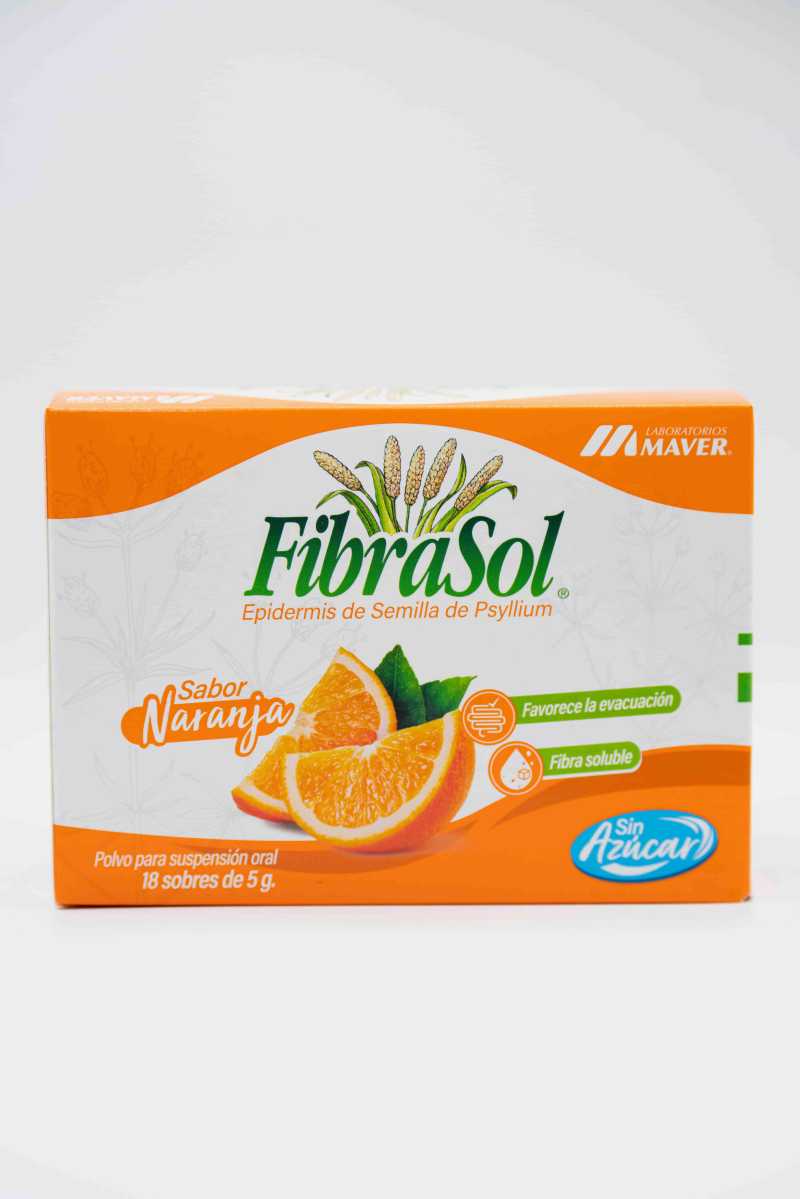 LABORATORIOS
MAVER®
FibraSol®
Epidermis de Semilla de Psyllium
Sabor
Naranja
Favorece la evacuación
Fibra soluble
Sin
Azúcar
Polvo para suspensión oral
18 sobres de 5 g.